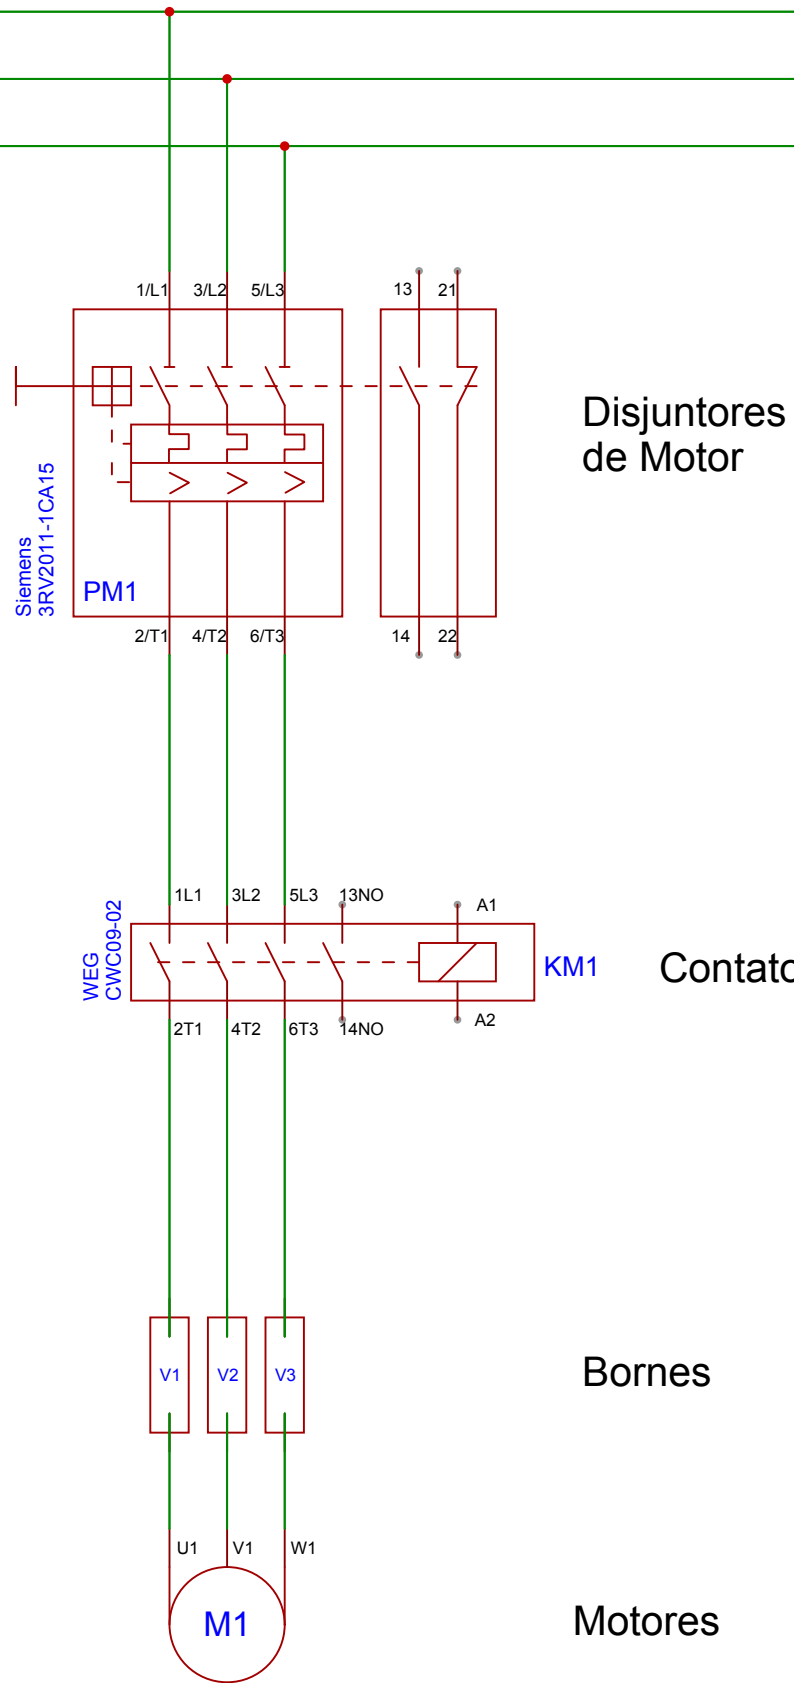 1/L1 3/L2 5/L3 13 21
Disjuntores
de Motor
Siemens
3RV2011-1CA15
PM1
2/T1 4/T2 6/T3 14 22
1L1 3L2 5L3 13NO A1
WEG
CWC09-02
KM1
Contato
2T1 4T2 6T3 14NO A2
V1 V2 V3
Bornes
U1 V1 W1
M1
Motores